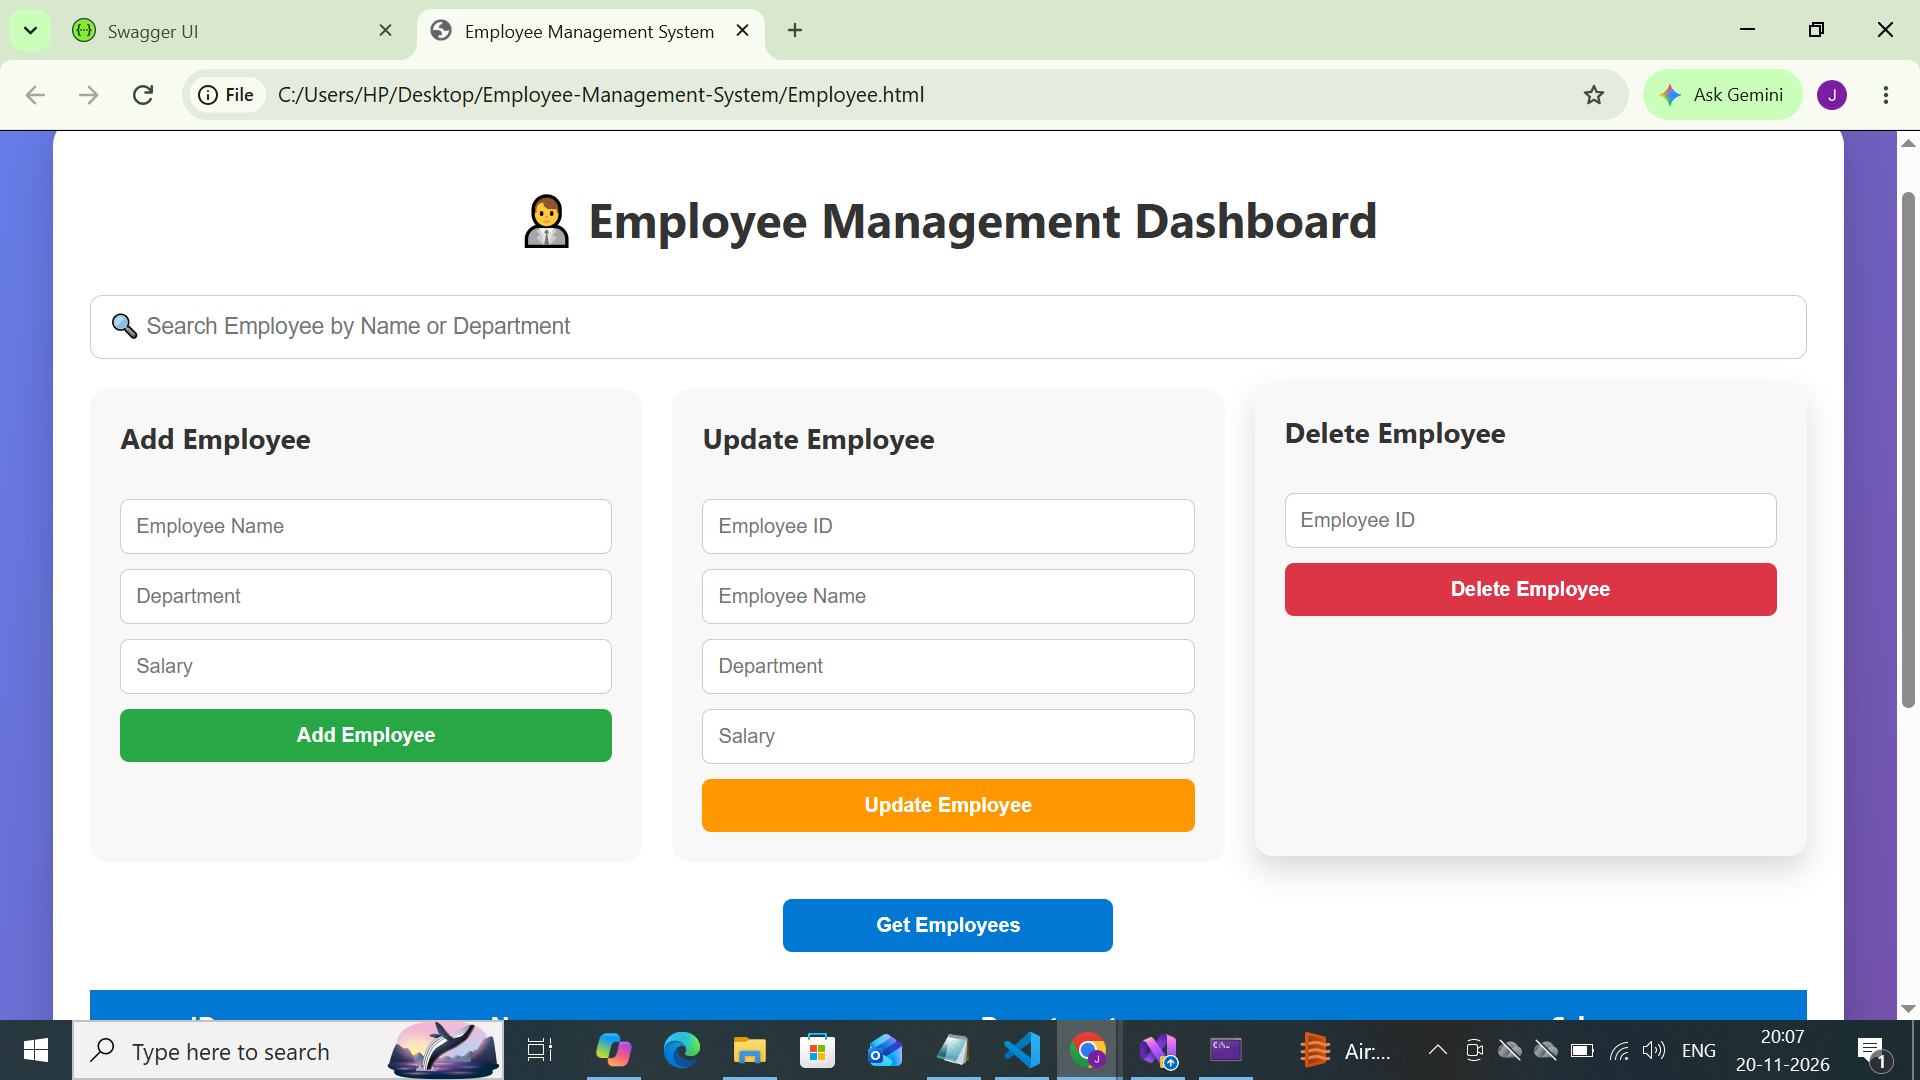 Swagger UI
Employee Management System
File
C:/Users/HP/Desktop/Employee-Management-System/Employee.html
Ask Gemini
J
Employee Management Dashboard
Search Employee by Name or Department
Add Employee
Employee Name
Department
Salary
Add Employee
Update Employee
Employee ID
Employee Name
Department
Salary
Update Employee
Delete Employee
Employee ID
Delete Employee
Get Employees
Type here to search
Air:...
ENG
20:07
20-11-2026
1